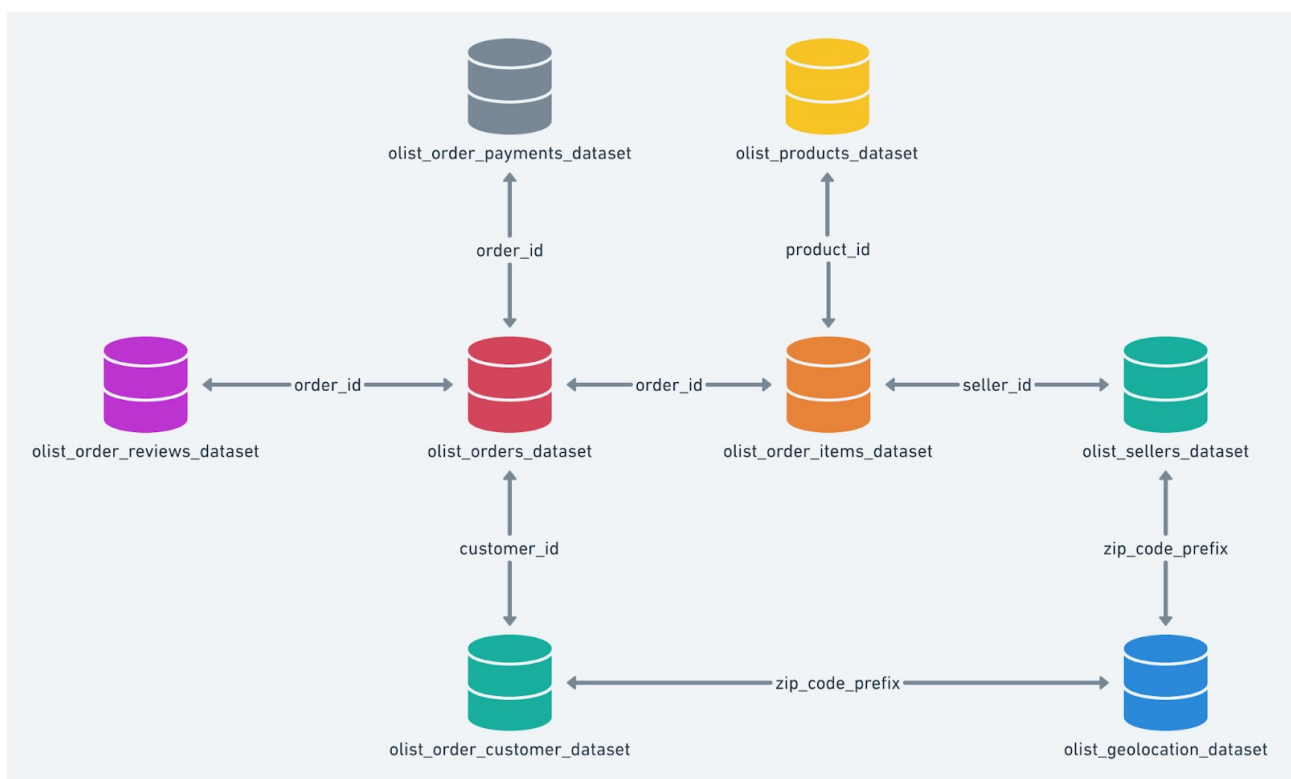 olist_order_payments_dataset
olist_products_dataset
order_id
product_id
order_id
order_id
seller_id
olist_order_reviews_dataset
olist_orders_dataset
olist_order_items_dataset
olist_sellers_dataset
customer_id
zip_code_prefix
zip_code_prefix
olist_order_customer_dataset
olist_geolocation_dataset